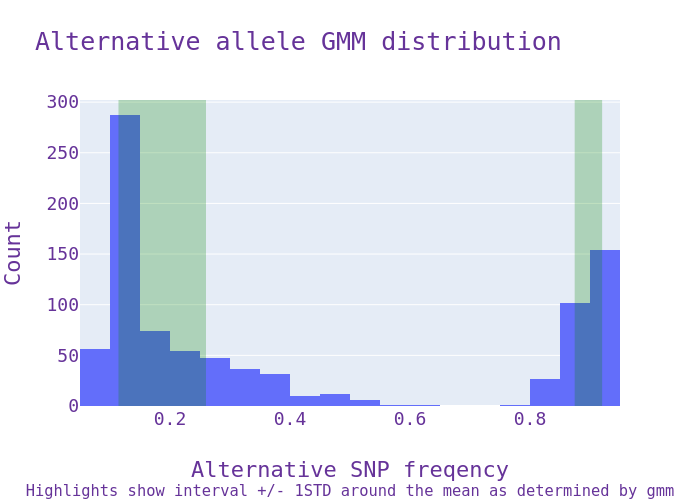 Alternative allele GMM distribution
300
250
200
150
100
50
0
Count
0.2 0.4 0.6 0.8
Alternative SNP freqency
Highlights show interval +/- 1STD around the mean as determined by gmm